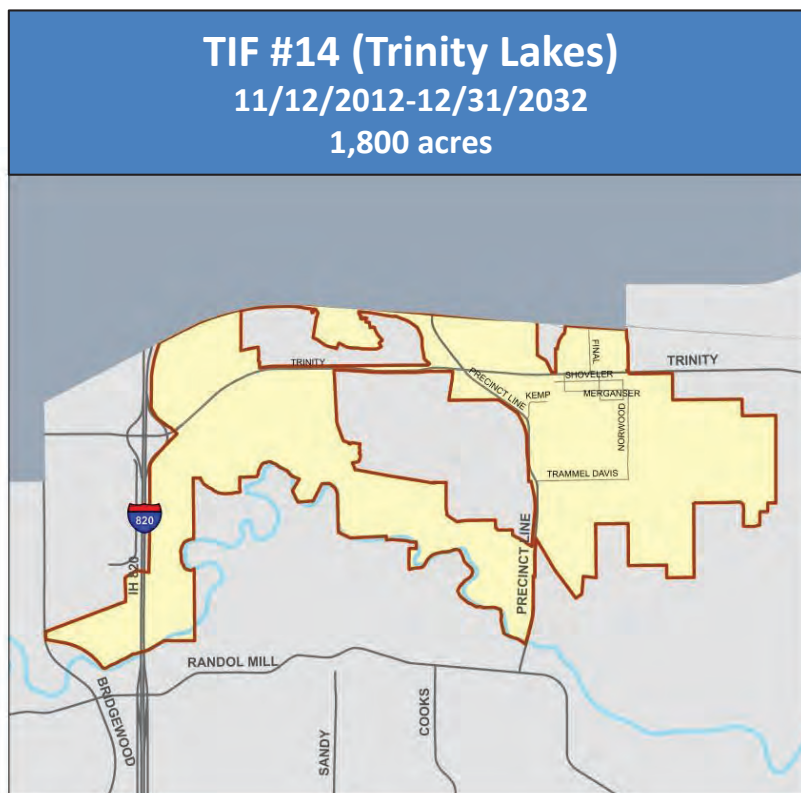 TIF #14 (Trinity Lakes)
11/12/2012-12/31/2032
1,800 acres
TRINITY
PRECINCT LINE
FINAL
TRINITY
SHOVELER
KEMP
MERGANSER
NORWOOD
TRAMMEL DAVIS
820
IH 820
PRECINCT LINE
RANDOL MILL
BRIDGEWOOD
SANDY
COOKS